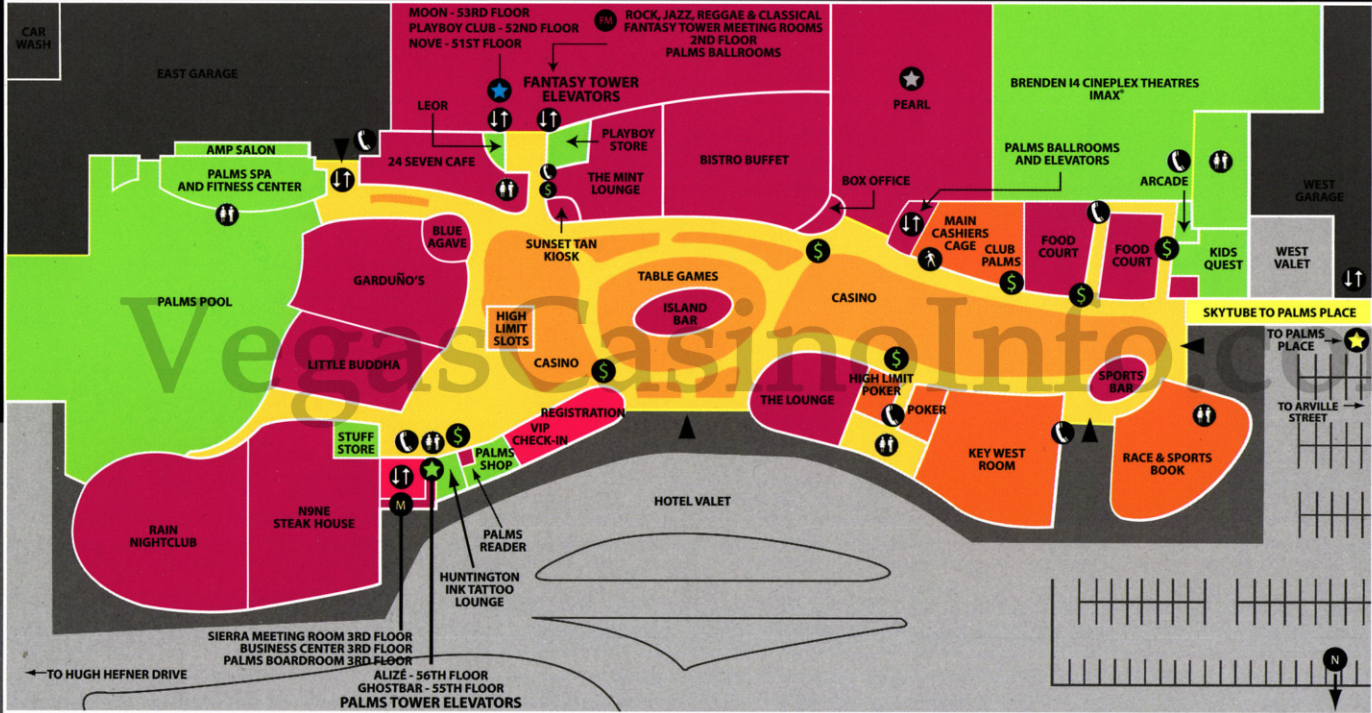 CAR
WASH
EAST GARAGE
MOON - 53RD FLOOR
PLAYBOY CLUB - 52ND FLOOR
NOVE - 51ST FLOOR
FM
ROCK, JAZZ, REGGAE & CLASSICAL
FANTASY TOWER MEETING ROOMS
2ND FLOOR
PALMS BALLROOMS
FANTASY TOWER
ELEVATORS
LEOR
PLAYBOY
STORE
PEARL
BRENDEN I4 CINEPLEX THEATRES
IMAX®
PALMS BALLROOMS
AND ELEVATORS
AMP SALON
PALMS SPA
AND FITNESS CENTER
24 SEVEN CAFE
THE MINT
LOUNGE
BISTRO BUFFET
BOX OFFICE
ARCADE
WEST
GARAGE
BLUE
AGAVE
SUNSET TAN
KIOSK
MAIN
CASHIERS
CAGE
CLUB
PALMS
FOOD
COURT
FOOD
COURT
KIDS
QUEST
WEST
VALET
GARDUÑO'S
TABLE GAMES
PALMS POOL
CASINO
ISLAND
BAR
HIGH
LIMIT
SLOTS
SKYTUBE TO PALMS PLACE
TO PALMS
PLACE
VegasCasinoInfo.co
LITTLE BUDDHA
CASINO
HIGH LIMIT
POKER
SPORTS
BAR
THE LOUNGE
POKER
TO ARVILLE
STREET
REGISTRATION
VIP
CHECK-IN
STUFF
STORE
PALMS
SHOP
KEY WEST
ROOM
RACE & SPORTS
BOOK
HOTEL VALET
M
N9NE
STEAK HOUSE
RAIN
NIGHTCLUB
PALMS
READER
HUNTINGTON
INK TATTOO
LOUNGE
SIERRA MEETING ROOM 3RD FLOOR
BUSINESS CENTER 3RD FLOOR
PALMS BOARDROOM 3RD FLOOR
TO HUGH HEFNER DRIVE
ALIZÉ - 56TH FLOOR
GHOSTBAR - 55TH FLOOR
PALMS TOWER ELEVATORS
N